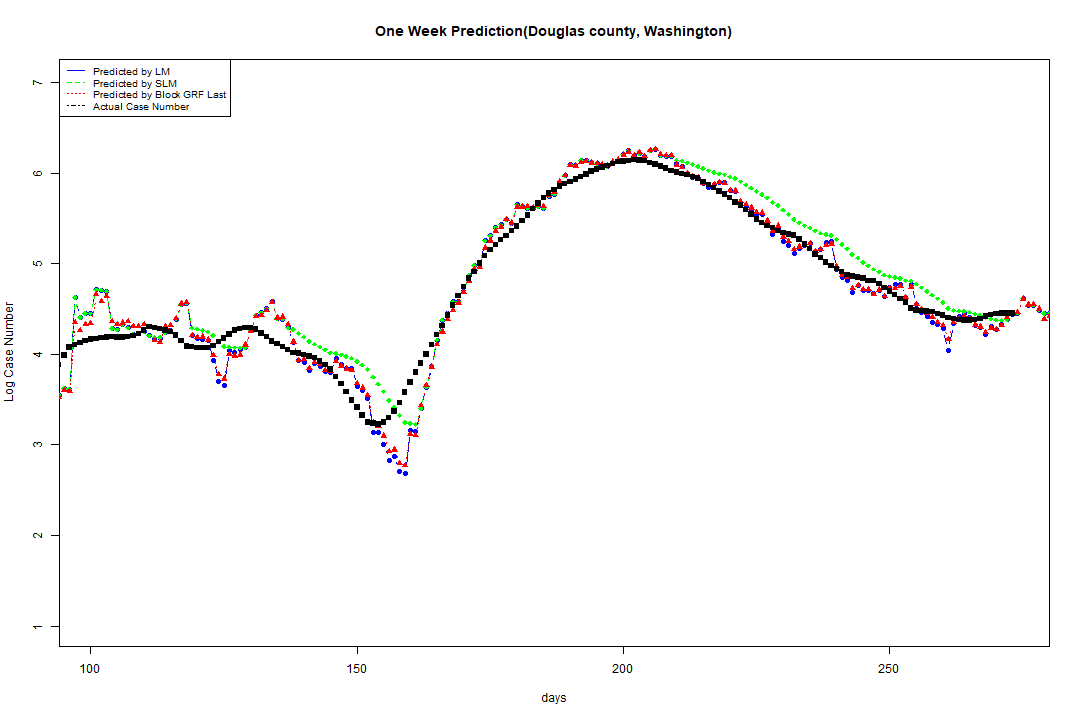 One Week Prediction(Douglas county, Washington)
Predicted by LM
Predicted by SLM
Predicted by Block GRF Last
Actual Case Number
7
6
5
4
3
2
1
Log Case Number
100 150 200 250
days